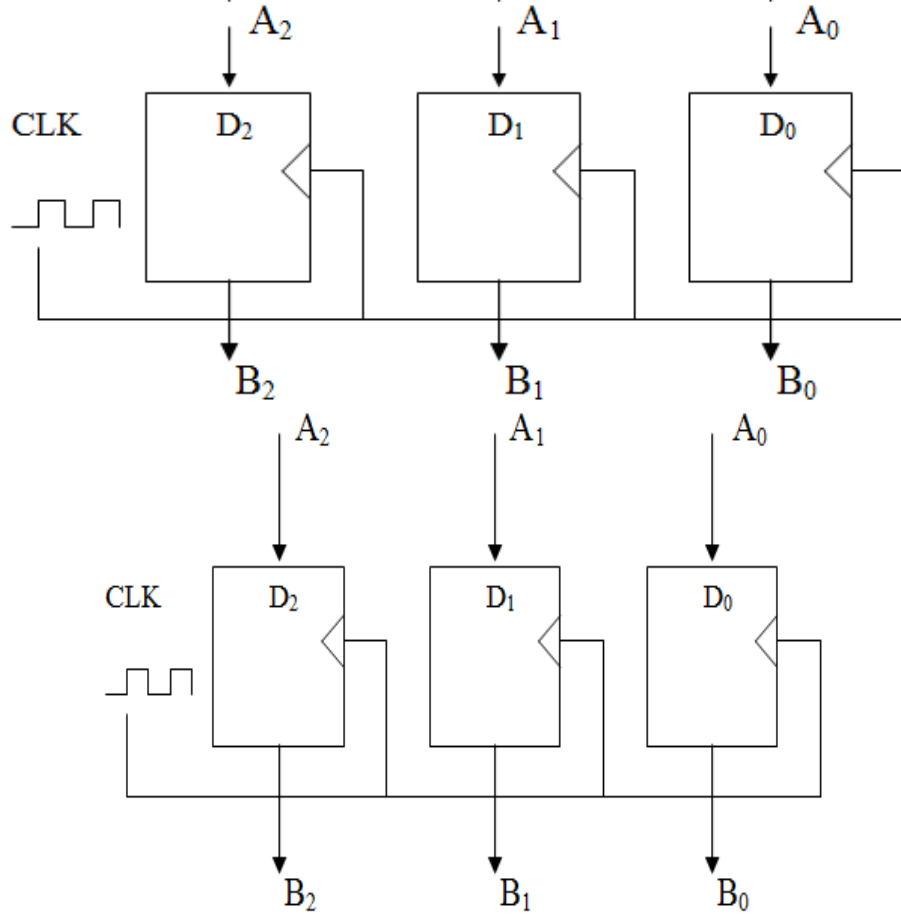 A₂ A₁ A₀
CLK D₂ D₁ D₀
B₂ B₁ B₀
A₂ A₁ A₀
CLK D₂ D₁ D₀
B₂ B₁ B₀